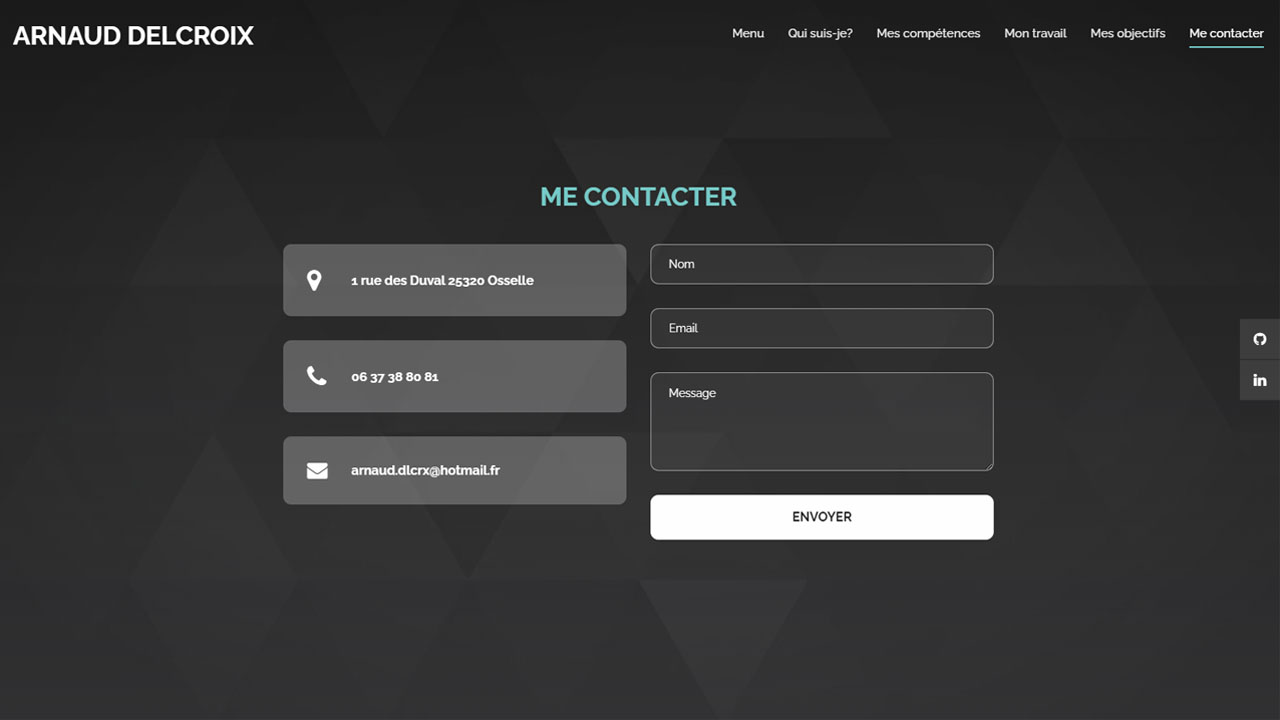 ARNAUD DELCROIX
Menu Qui suis-je? Mes compétences Mon travail Mes objectifs Me contacter
ME CONTACTER
1 rue des Duval 25320 Osselle
06 37 38 80 81
arnaud.dlcrx@hotmail.fr
Nom
Email
Message
ENVOYER
in